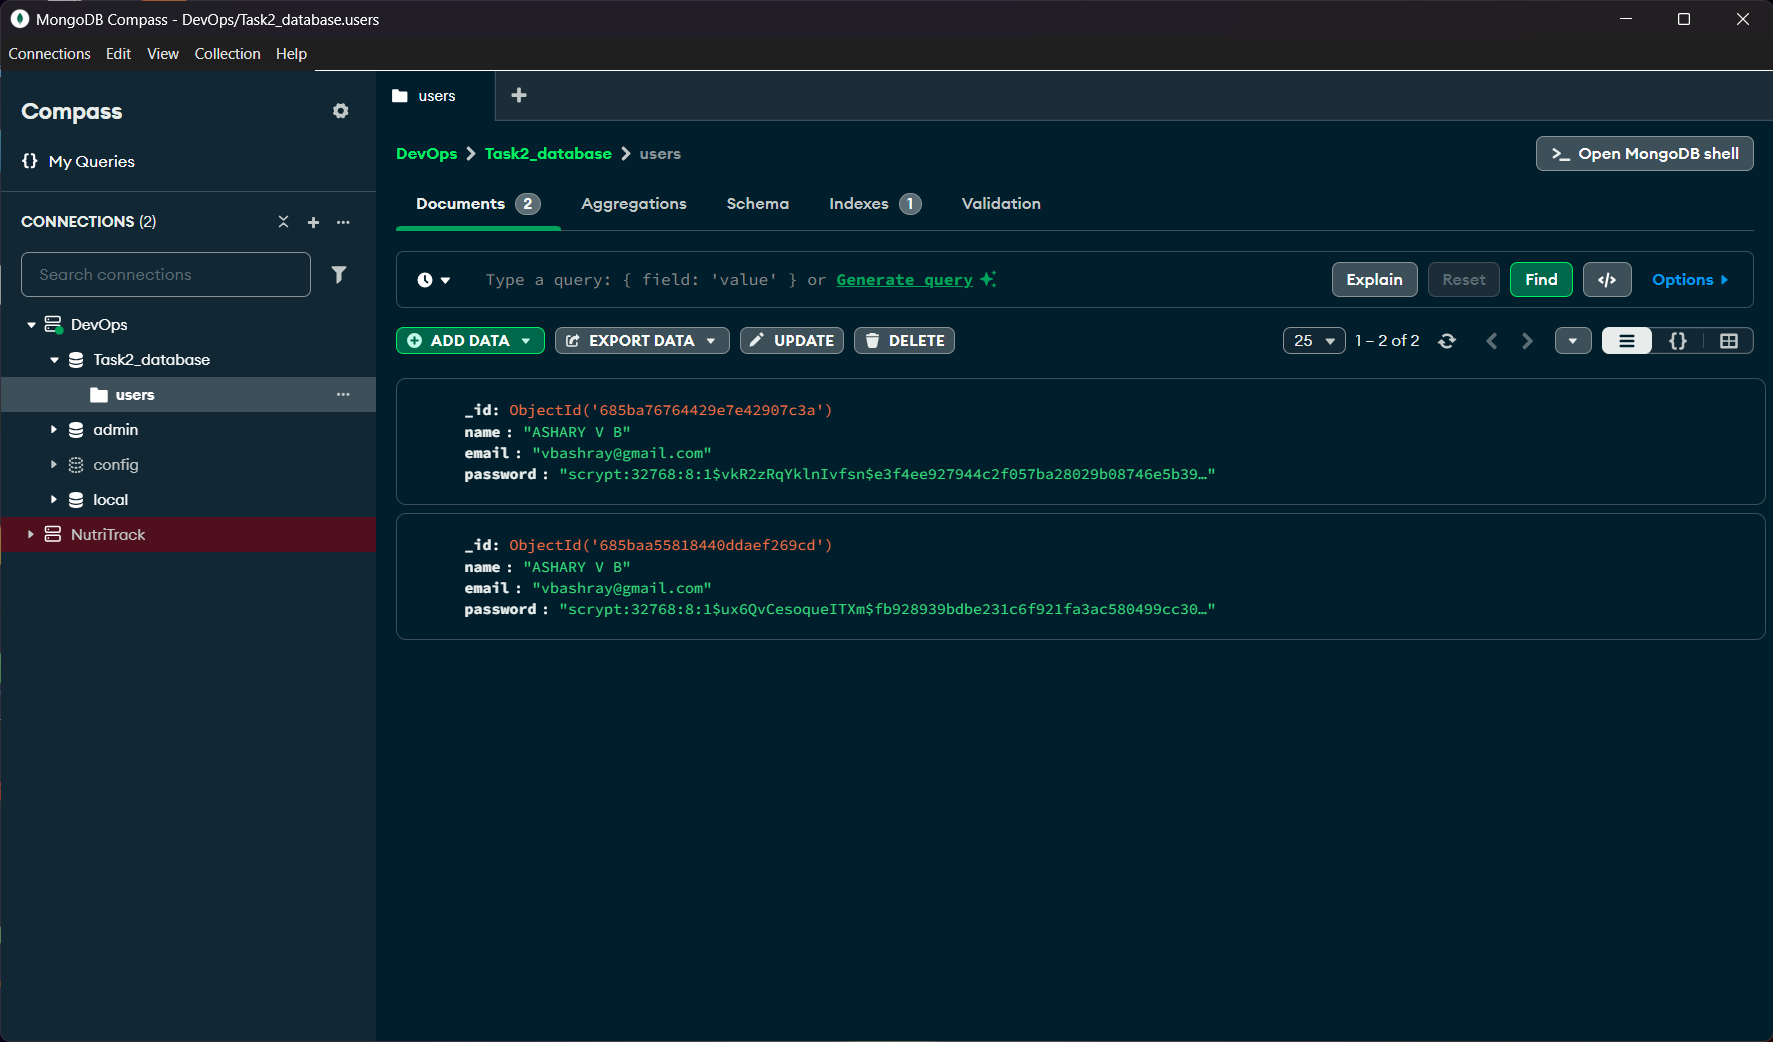 MongoDB Compass - DevOps/Task2_database.users
Connections Edit View Collection Help
Compass
{} My Queries
CONNECTIONS (2)
Search connections
DevOps
Task2_database
users
admin
config
local
NutriTrack
users
DevOps > Task2_database > users
>_ Open MongoDB shell
Documents 2 Aggregations Schema Indexes 1 Validation
Type a query: { field: 'value' } or Generate query
Explain Reset Find </> Options
ADD DATA EXPORT DATA UPDATE DELETE
25 1 – 2 of 2 {}
_id: ObjectId('685ba76764429e7e42907c3a')
name : "ASHARY V B"
email : "vbashray@gmail.com"
password : "scrypt:32768:8:1$vkR2zRqYklnIvfsn$e3f4ee927944c2f057ba28029b08746e5b39…"
_id: ObjectId('685baa55818440ddaef269cd')
name : "ASHARY V B"
email : "vbashray@gmail.com"
password : "scrypt:32768:8:1$ux6QvCesoqueITXm$fb928939bdbe231c6f921fa3ac580499cc30…"